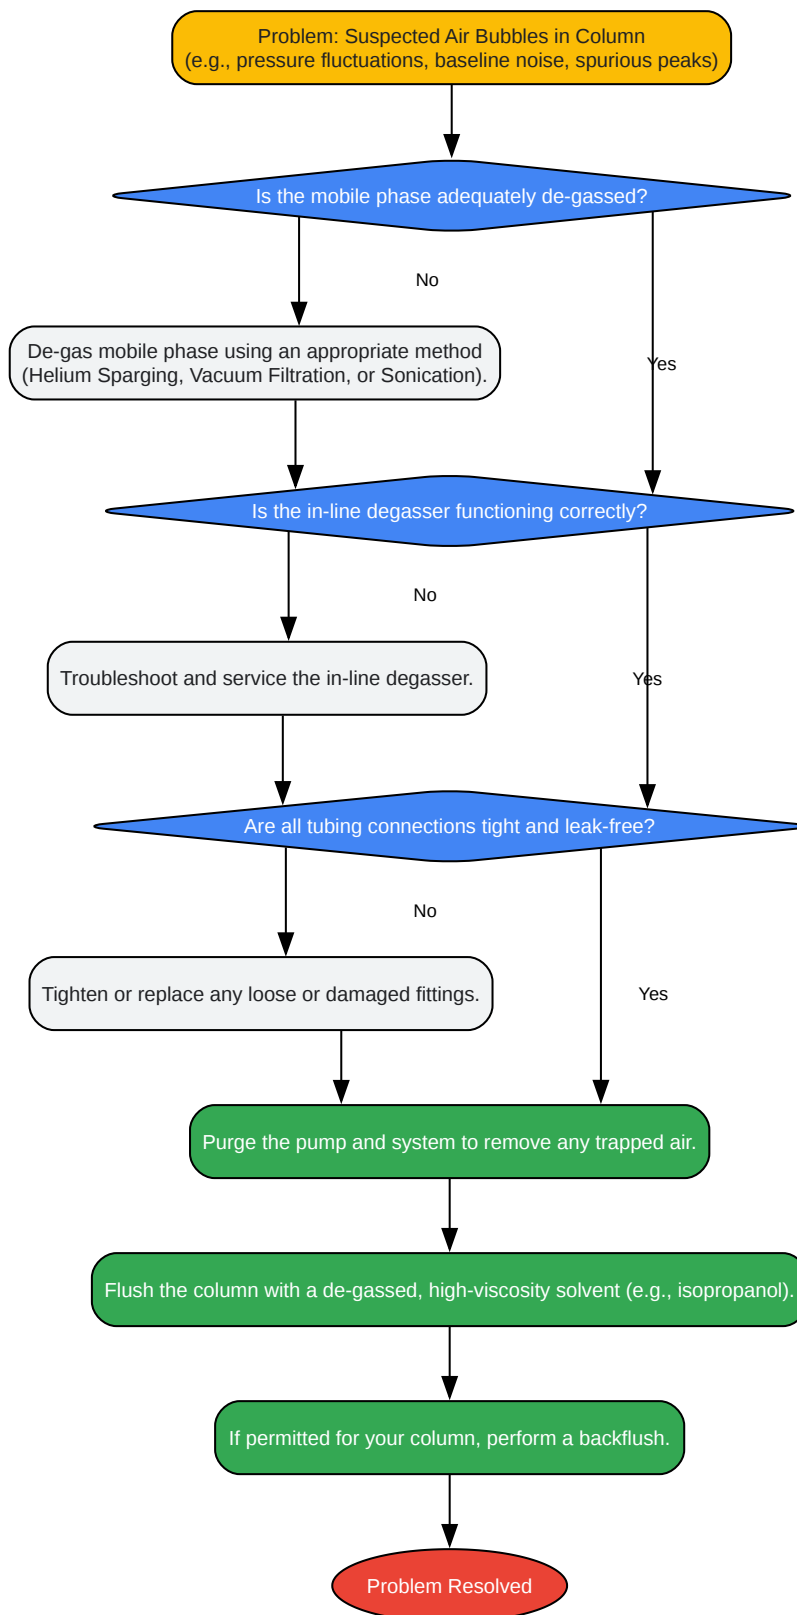 Problem: Suspected Air Bubbles in Column
(e.g., pressure fluctuations, baseline noise, spurious peaks)
Is the mobile phase adequately de-gassed?
No
De-gas mobile phase using an appropriate method
(Helium Sparging, Vacuum Filtration, or Sonication).
Yes
Is the in-line degasser functioning correctly?
No
Troubleshoot and service the in-line degasser.
Yes
Are all tubing connections tight and leak-free?
No
Tighten or replace any loose or damaged fittings.
Yes
Purge the pump and system to remove any trapped air.
Flush the column with a de-gassed, high-viscosity solvent (e.g., isopropanol).
If permitted for your column, perform a backflush.
Problem Resolved